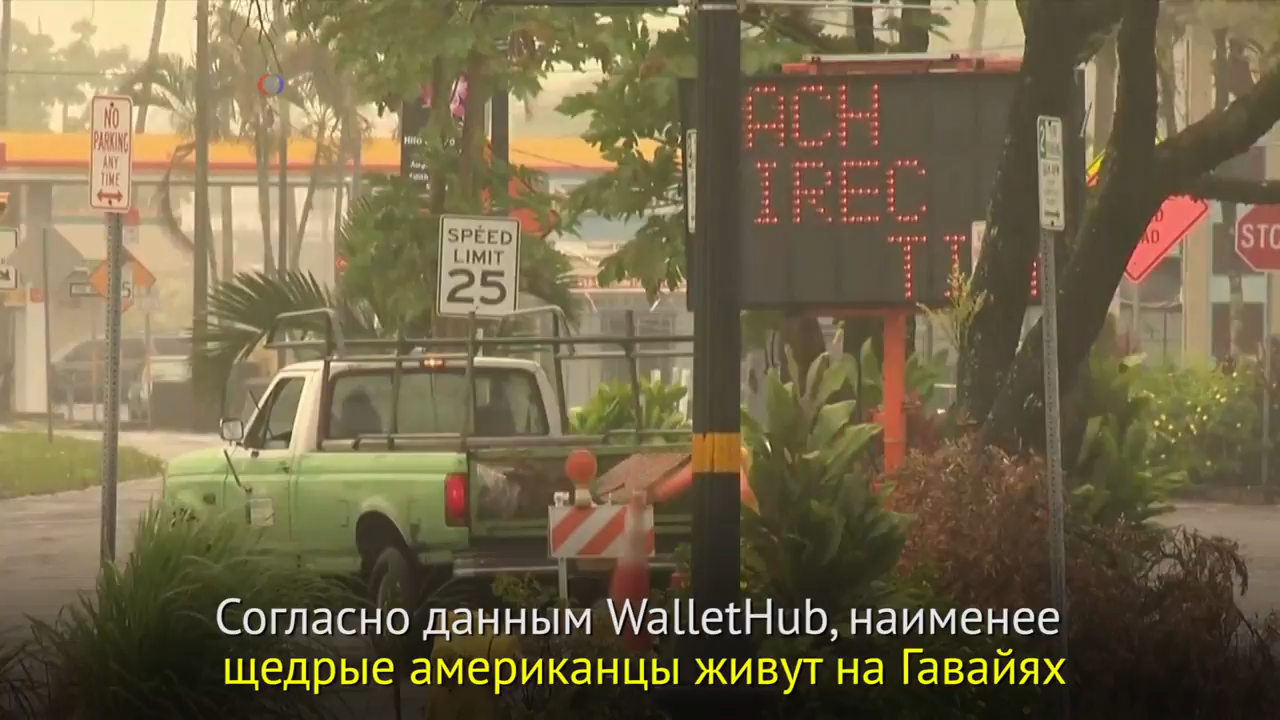 NO
PARKING
ANY
TIME
SPEED
LIMIT
25
ACH
IREC
TI
STO
Согласно данным WalletHub, наименее
щедрые американцы живут на Гавайях